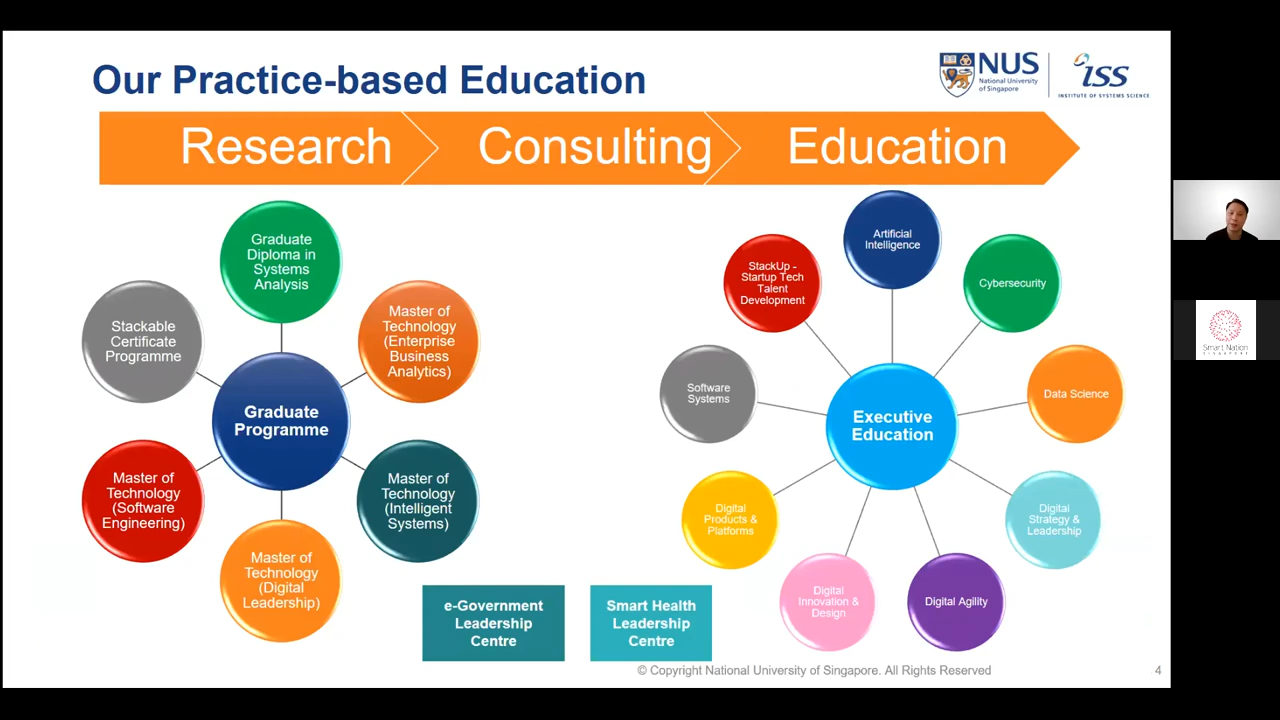 Our Practice-based Education
NUS
National University
of Singapore
iss
INSTITUTE OF SYSTEMS SCIENCE
Research
Consulting
Education
Graduate
Diploma in
Systems
Analysis
Stackable
Certificate
Programme
Master of
Technology
(Enterprise
Business
Analytics)
Graduate
Programme
Master of
Technology
(Software
Engineering)
Master of
Technology
(Intelligent
Systems)
Master of
Technology
(Digital
Leadership)
Artificial
Intelligence
StackUp -
Startup Tech
Talent
Development
Cybersecurity
Software
Systems
Data Science
Executive
Education
Digital
Products &
Platforms
Digital
Strategy &
Leadership
Digital
Innovation &
Design
Digital Agility
e-Government
Leadership
Centre
Smart Health
Leadership
Centre
© Copyright National University of Singapore. All Rights Reserved
4
Smart Nation
SINGAPORE